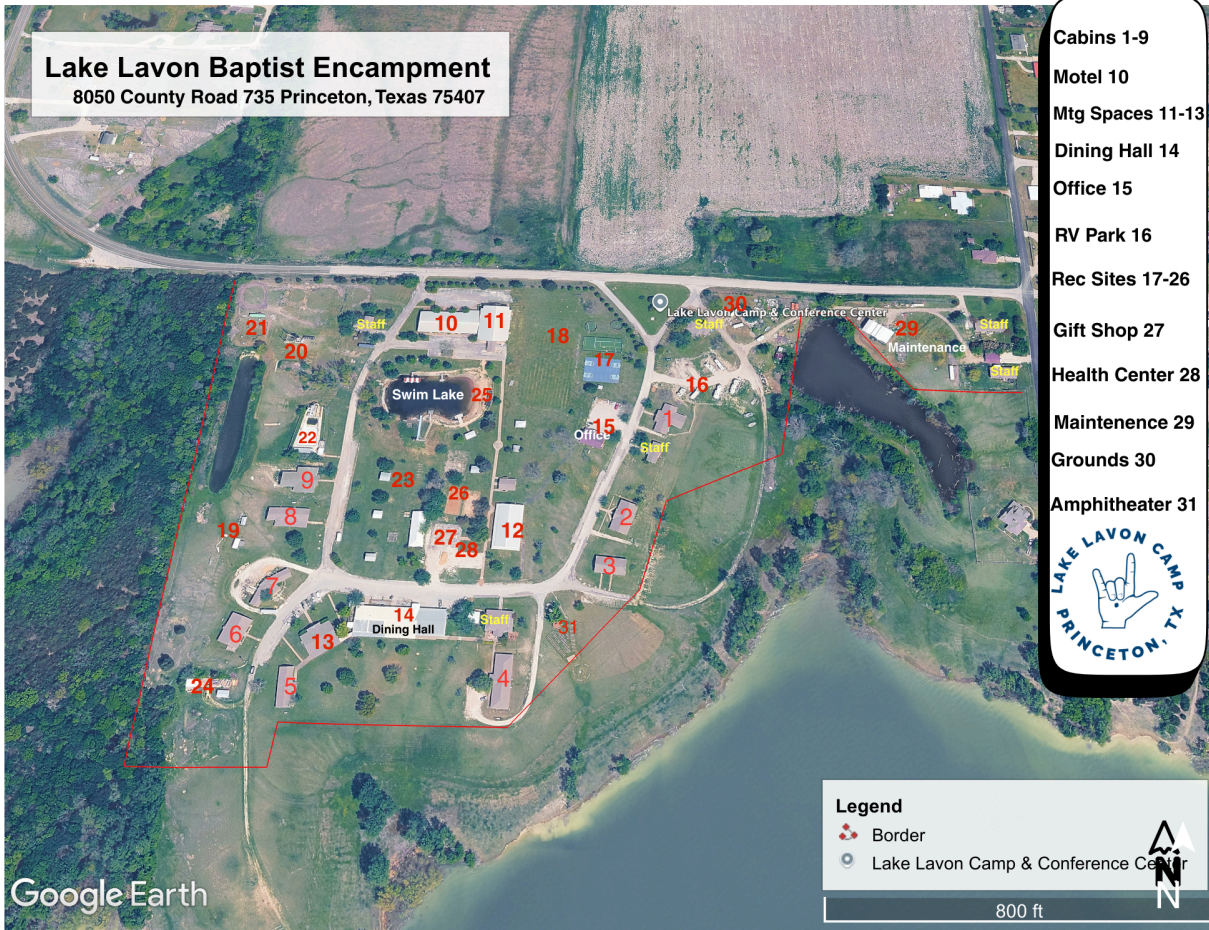 Lake Lavon Baptist Encampment
8050 County Road 735 Princeton, Texas 75407
Cabins 1-9
Motel 10
Mtg Spaces 11-13
Dining Hall 14
Office 15
RV Park 16
Rec Sites 17-26
Gift Shop 27
Health Center 28
Maintenence 29
Grounds 30
Amphitheater 31
LAKE LAVON CAMP
PRINCETON, TX
30
Lake Lavon Camp & Conference Center
Staff
21
Staff
10
11
18
29
Staff
Maintenance
20
17
Staff
16
Swim Lake
25
1
15
Office
22
Staff
9
23
26
8
2
19
27
12
28
3
7
14
Dining Hall
Staff
31
6
13
5
4
24
Legend
Border
Lake Lavon Camp & Conference Center
N
N
800 ft
Google Earth